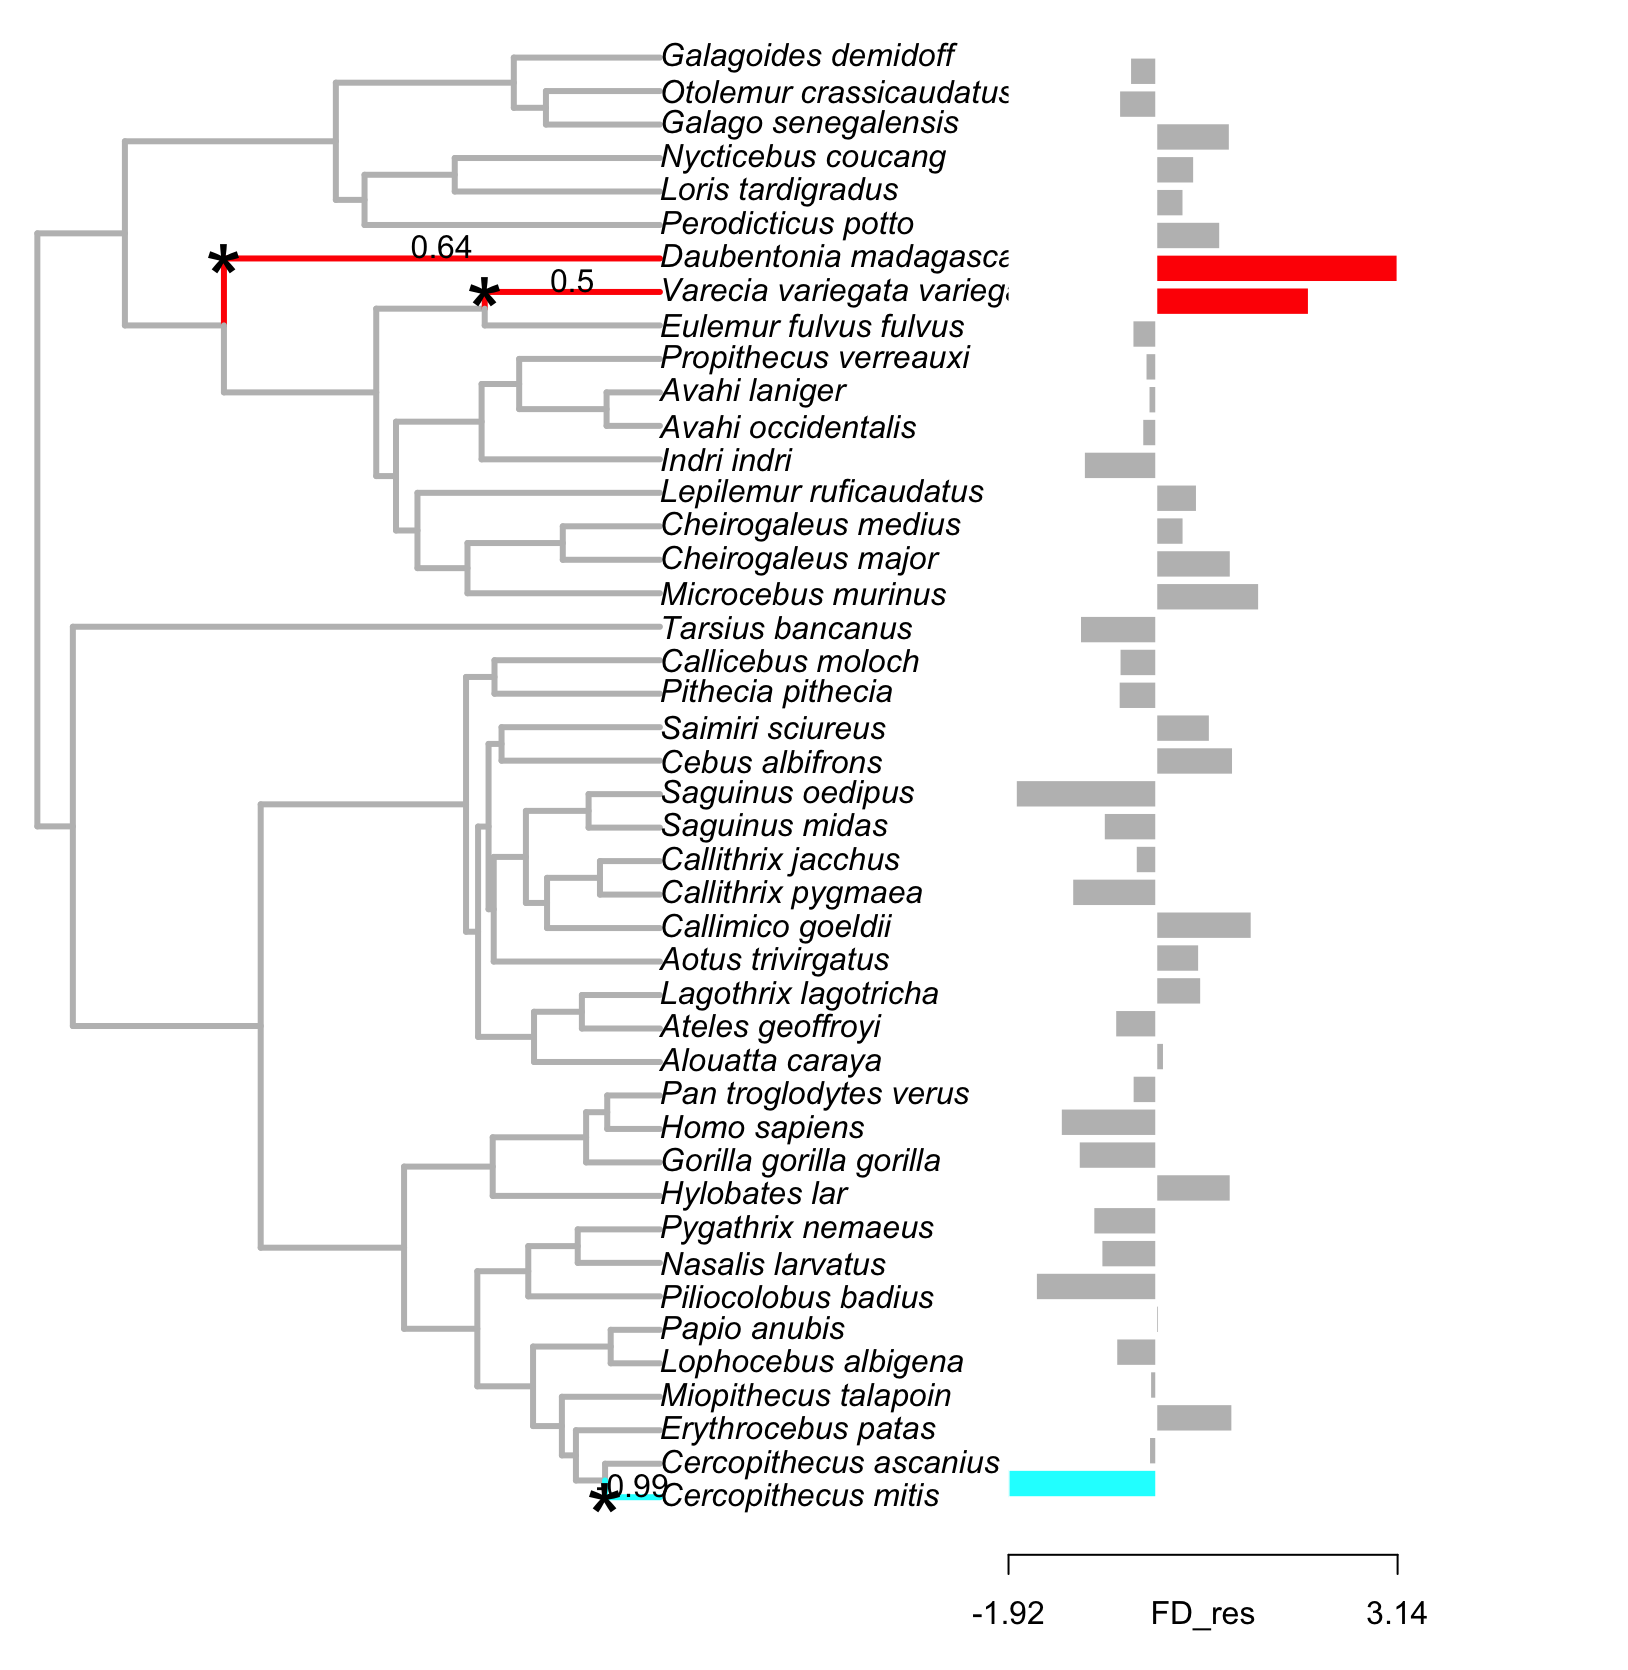 Galagoides demidoff
Otolemur crassicaudatus
Galago senegalensis
Nycticebus coucang
Loris tardigradus
Perodicticus potto
0.64
Daubentonia madagasca
0.5
Varecia variegata variega
Eulemur fulvus fulvus
Propithecus verreauxi
Avahi laniger
Avahi occidentalis
Indri indri
Lepilemur ruficaudatus
Cheirogaleus medius
Cheirogaleus major
Microcebus murinus
Tarsius bancanus
Callicebus moloch
Pithecia pithecia
Saimiri sciureus
Cebus albifrons
Saguinus oedipus
Saguinus midas
Callithrix jacchus
Callithrix pygmaea
Callimico goeldii
Aotus trivirgatus
Lagothrix lagotricha
Ateles geoffroyi
Alouatta caraya
Pan troglodytes verus
Homo sapiens
Gorilla gorilla gorilla
Hylobates lar
Pygathrix nemaeus
Nasalis larvatus
Piliocolobus badius
Papio anubis
Lophocebus albigena
Miopithecus talapoin
Erythrocebus patas
Cercopithecus ascanius
-0.99
Cercopithecus mitis
-1.92 FD_res 3.14